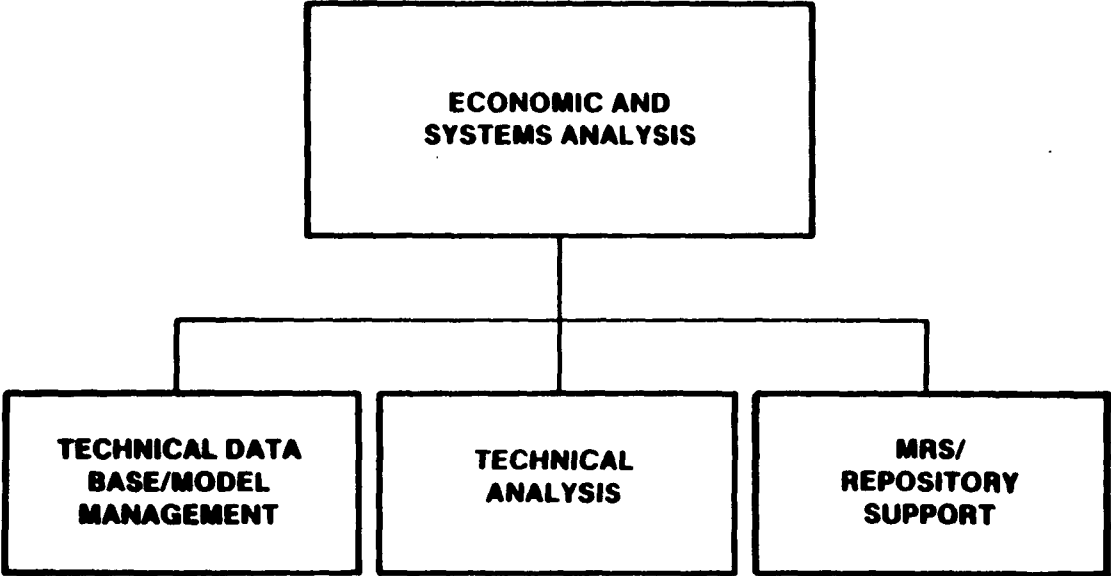 ECONOMIC AND
SYSTEMS ANALYSIS
TECHNICAL DATA
BASE/MODEL
MANAGEMENT
TECHNICAL
ANALYSIS
MRS/
REPOSITORY
SUPPORT